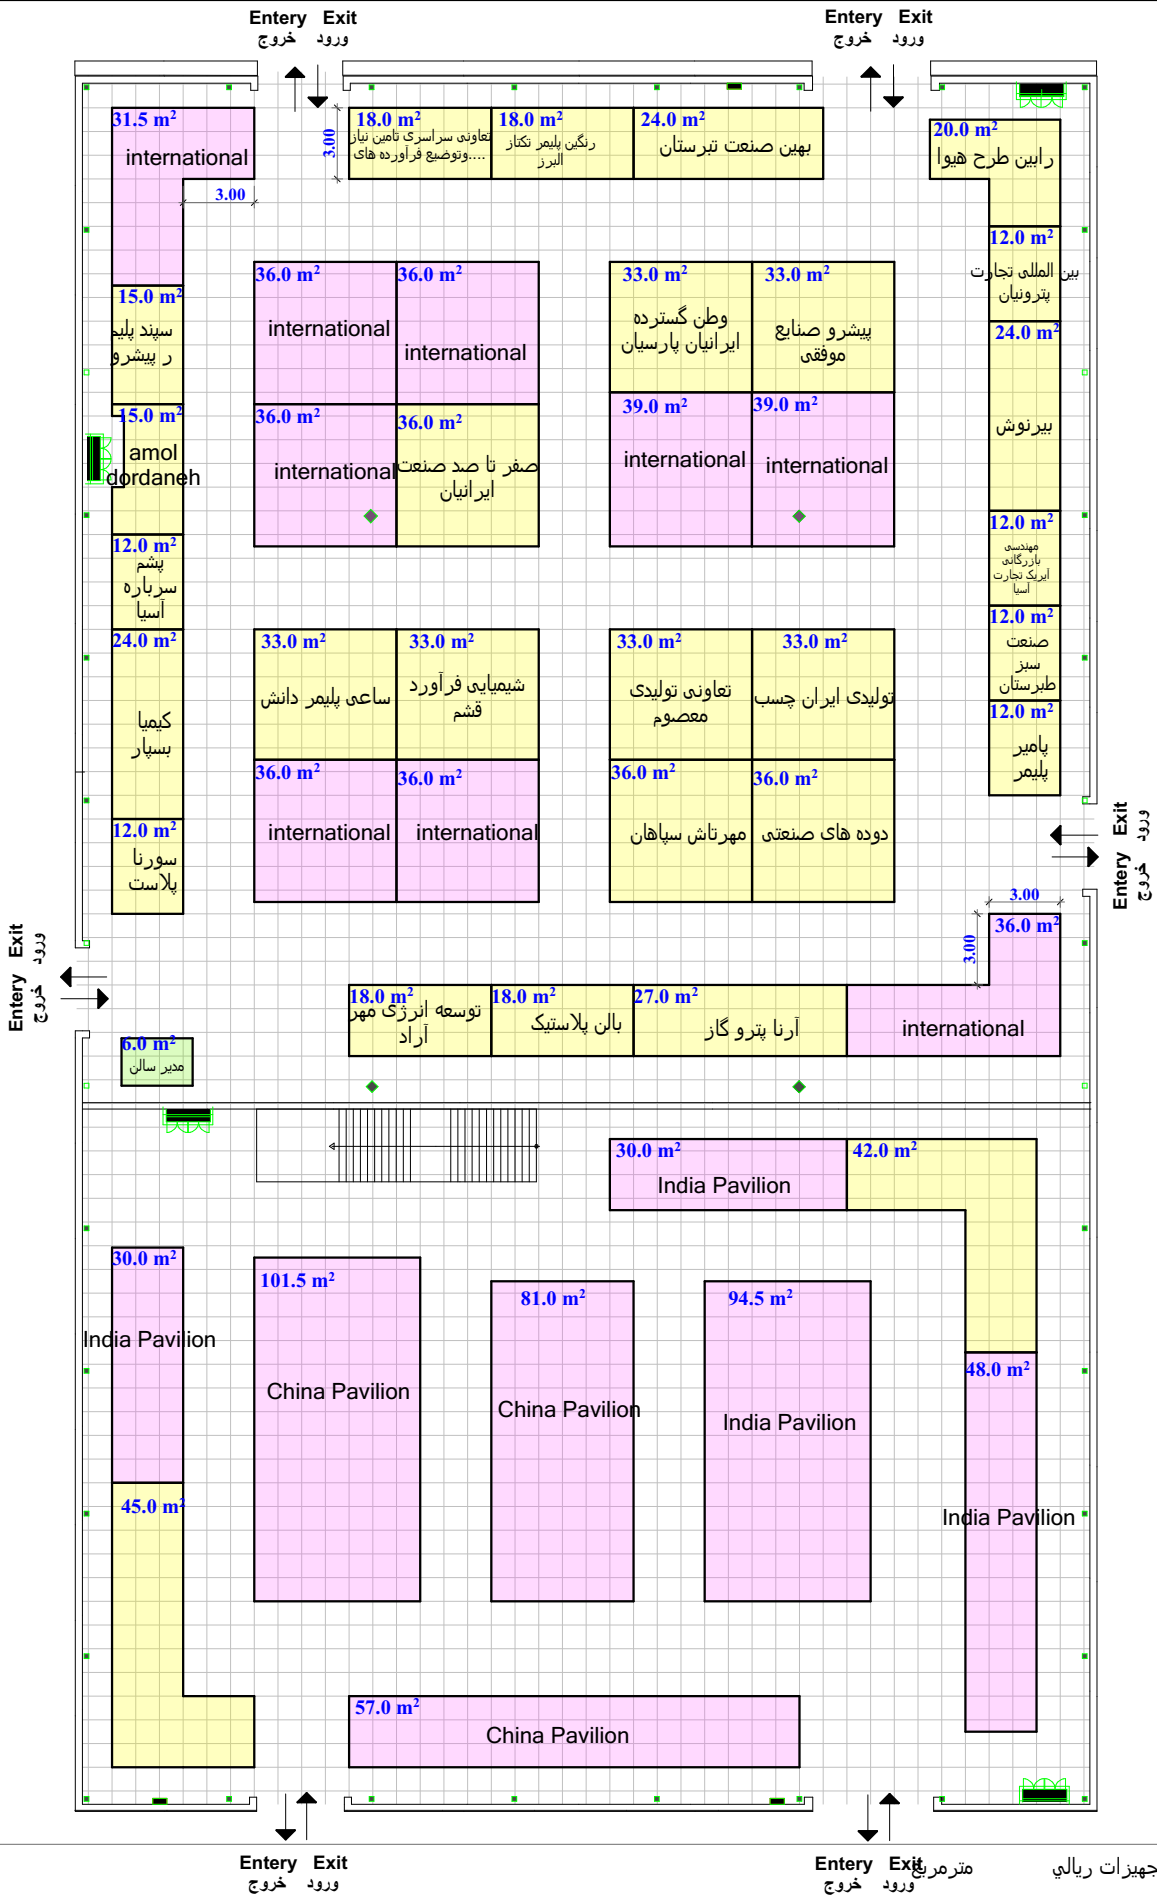 Entery Exit
خروج ورود
Entery Exit
خروج ورود
31.5 m²
international
3.00
3.00
18.0 m²
تعاونی سراسری تامین نیاز
وتوضیع فرآورده های....
18.0 m²
رنگین پلیمر تکتاز
البرز
24.0 m²
بهین صنعت تبرستان
20.0 m²
رابین طرح هیوا
12.0 m²
بین المللی تجارت
پترونیان
24.0 m²
بیرنوش
12.0 m²
مهندسی
بازرگانی
آیریک تجارت
آسیا
12.0 m²
صنعت
سبز
طبرستان
12.0 m²
پامیر
پلیمر
15.0 m²
سپند پلیم
ر پیشرو
15.0 m²
amol
dordaneh
12.0 m²
پشم
سرباره
آسیا
24.0 m²
کیمیا
بسپار
12.0 m²
سورنا
پلاست
36.0 m²
international
36.0 m²
international
36.0 m²
international
36.0 m²
صفر تا صد صنعت
ایرانیان
33.0 m²
وطن گسترده
ایرانیان پارسیان
33.0 m²
پیشرو صنایع
موفقی
39.0 m²
international
39.0 m²
international
33.0 m²
ساعی پلیمر دانش
33.0 m²
شیمیایی فرآورد
قشم
36.0 m²
international
36.0 m²
international
33.0 m²
تعاونی تولیدی
معصوم
33.0 m²
تولیدی ایران چسب
36.0 m²
مهرتاش سپاهان
36.0 m²
دوده های صنعتی
Entery Exit
خروج ورود
Entery Exit
خروج ورود
3.00
3.00
36.0 m²
international
18.0 m²
توسعه انرژی مهر
آراد
18.0 m²
بالن پلاستیک
27.0 m²
آرنا پترو گاز
6.0 m²
مدیر سالن
30.0 m²
India Pavilion
42.0 m²
30.0 m²
India Pavilion
101.5 m²
China Pavilion
81.0 m²
China Pavilion
94.5 m²
India Pavilion
48.0 m²
India Pavilion
45.0 m²
57.0 m²
China Pavilion
Entery Exit
خروج ورود
Entery Exit
خروج ورود
مترمربع
جهیزات ریالي